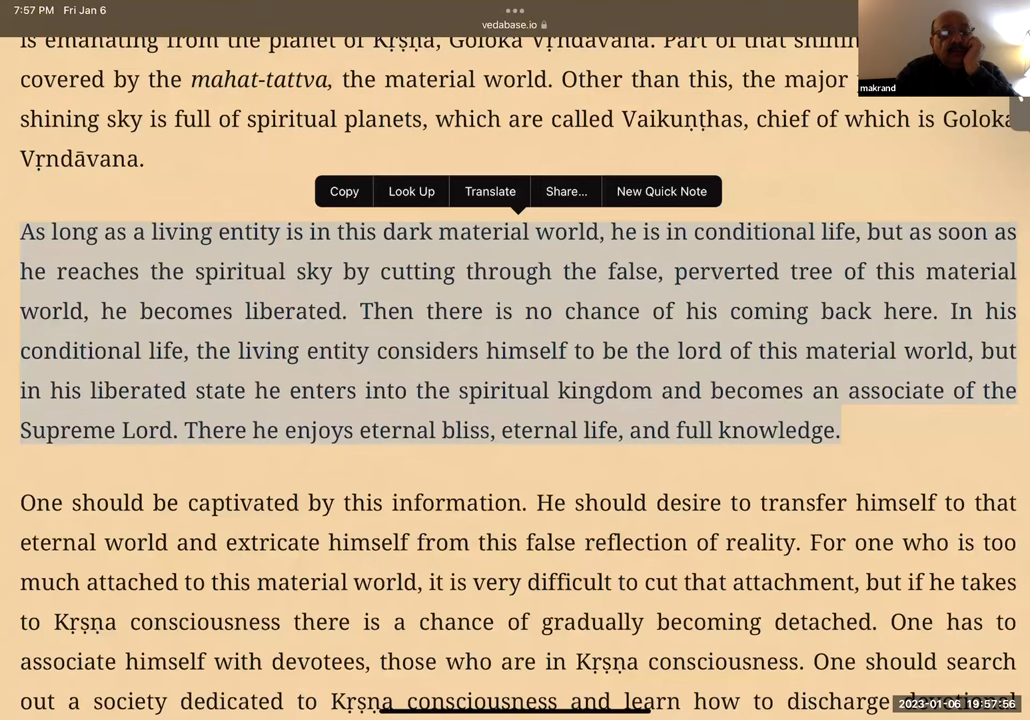 7:57 PM Fri Jan 6
vedabase.io
is emanating from the planet of Kṛṣṇa, Goloka Vṛndāvana. Part of that
covered by the mahat-tattva, the material world. Other than this, the major
makrand
shining sky is full of spiritual planets, which are called Vaikuṇṭhas, chief of which is Goloka
Vṛndāvana.
Copy Look Up Translate Share... New Quick Note
As long as a living entity is in this dark material world, he is in conditional life, but as soon as
he reaches the spiritual sky by cutting through the false, perverted tree of this material
world, he becomes liberated. Then there is no chance of his coming back here. In his
conditional life, the living entity considers himself to be the lord of this material world, but
in his liberated state he enters into the spiritual kingdom and becomes an associate of the
Supreme Lord. There he enjoys eternal bliss, eternal life, and full knowledge.
One should be captivated by this information. He should desire to transfer himself to that
eternal world and extricate himself from this false reflection of reality. For one who is too
much attached to this material world, it is very difficult to cut that attachment, but if he takes
to Kṛṣṇa consciousness there is a chance of gradually becoming detached. One has to
associate himself with devotees, those who are in Kṛṣṇa consciousness. One should search
out a society dedicated to Kṛṣṇa consciousness and learn how to discharge devotional
2023-01-06 19:57:56